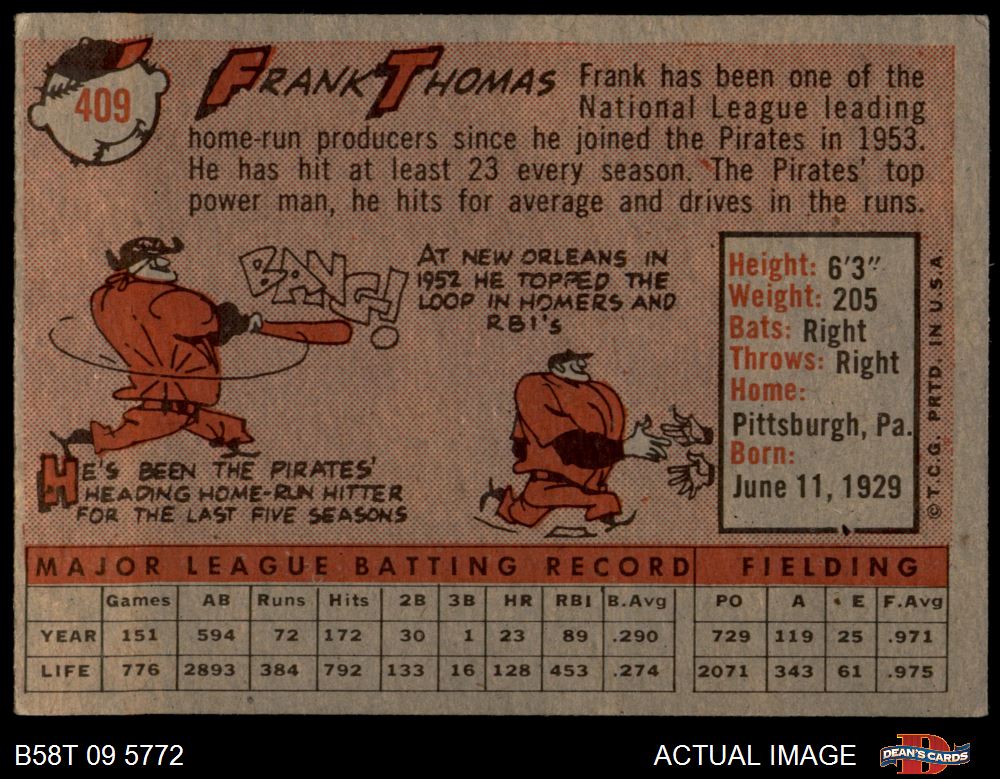 409
FRANK THOMAS
Frank has been one of the
National League leading
home-run producers since he joined the Pirates in 1953.
He has hit at least 23 every season. The Pirates' top
power man, he hits for average and drives in the runs.
BANG!
AT NEW ORLEANS IN
1952 HE TOPPED THE
LOOP IN HOMERS AND
RBI's
HE'S BEEN THE PIRATES'
HEADING HOME-RUN HITTER
FOR THE LAST FIVE SEASONS
Height: 6'3"
Weight: 205
Bats: Right
Throws: Right
Home:
Pittsburgh, Pa.
Born:
June 11, 1929
© T.C.G. PRTD. IN U.S.A.
MAJOR LEAGUE BATTING RECORD FIELDING
Games AB Runs Hits 2B 3B HR RBI B.Avg PO A E F.Avg
YEAR 151 594 72 172 30 1 23 89 .290 729 119 25 .971
LIFE 776 2893 384 792 133 16 128 453 .274 2071 343 61 .975
B58T 09 5772 ACTUAL IMAGE DEAN'S CARDS